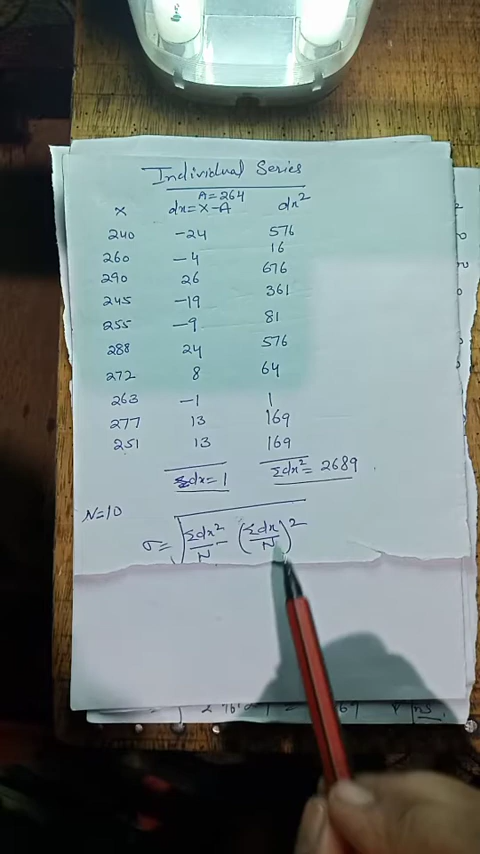 Individual Series
A=264
X dx=X-A dx²
240 -24 576
260 -4 16
290 26 676
245 -19 361
255 -9 81
288 24 576
272 8 64
263 -1 1
277 13 169
251 13 169
Σdx=1 Σdx²=2689
N=10
σ=√(Σdx²/N - (Σdx/N)²)